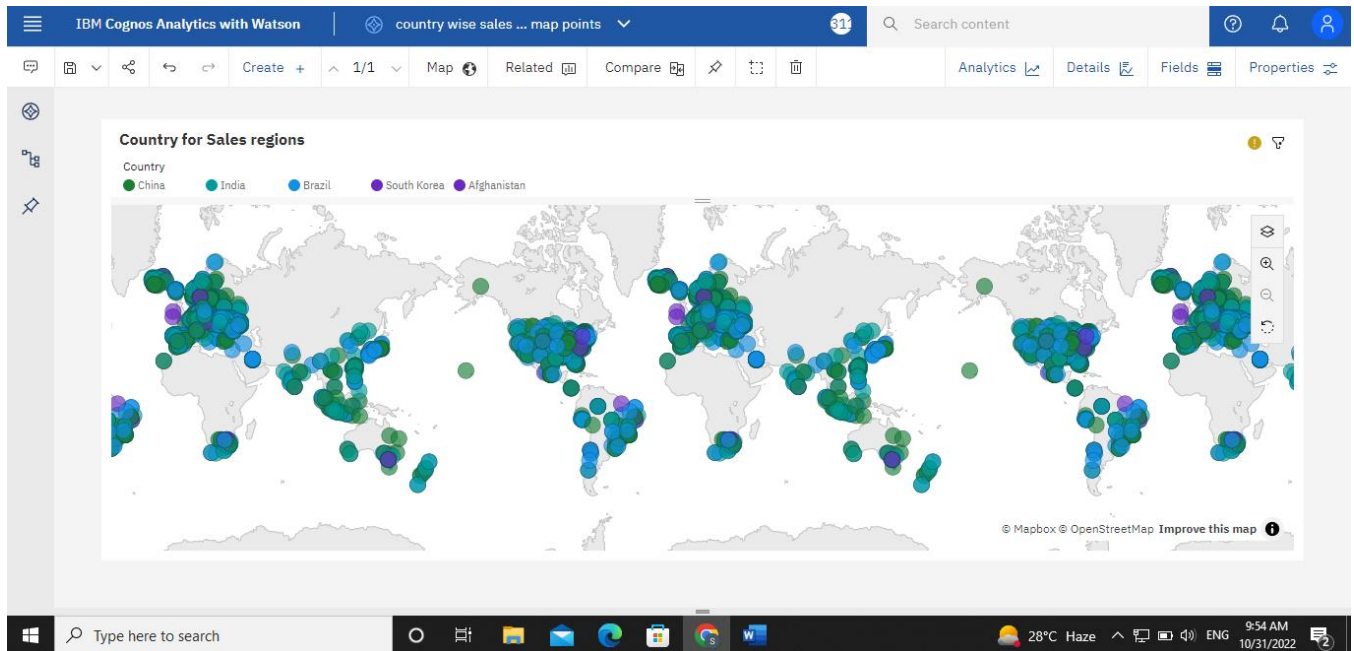 IBM Cognos Analytics with Watson
country wise sales ... map points
311
Search content
Create +
1/1
Map
Related
Compare
Analytics
Details
Fields
Properties
Country for Sales regions
Country
China India Brazil South Korea Afghanistan
© Mapbox © OpenStreetMap Improve this map
Type here to search
28°C Haze
ENG
9:54 AM
10/31/2022
2